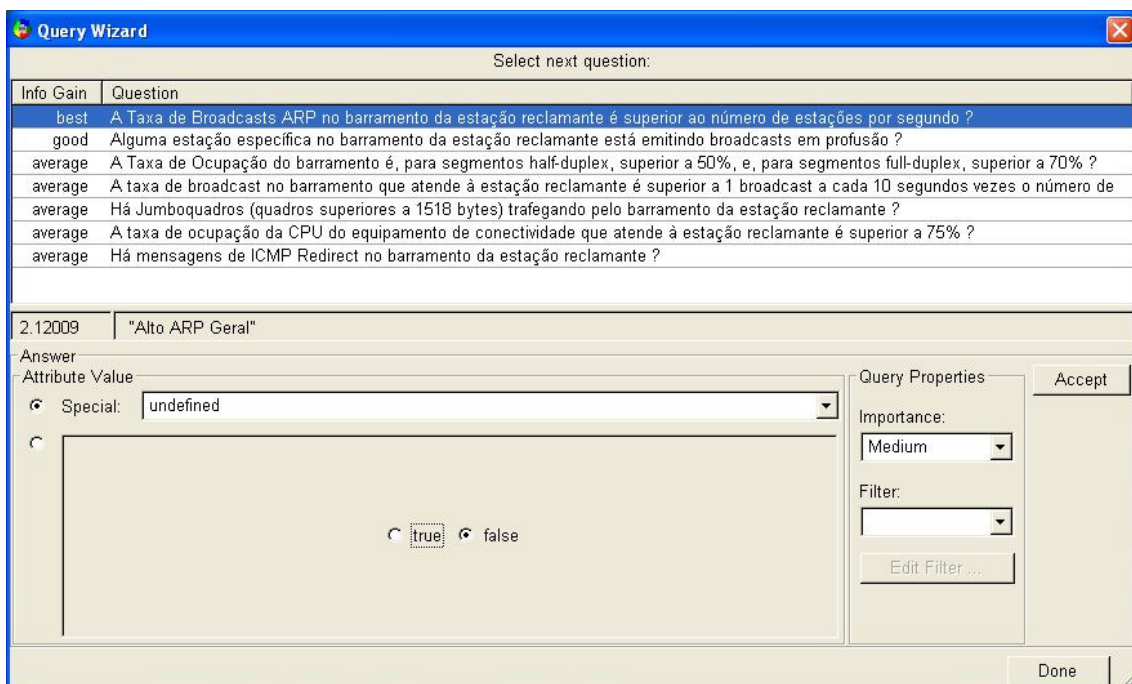 Query Wizard
Select next question:
Info Gain Question
best A Taxa de Broadcasts ARP no barramento da estação reclamante é superior ao número de estações por segundo ?
good Alguma estação específica no barramento da estação reclamante está emitindo broadcasts em profusão ?
average A Taxa de Ocupação do barramento é, para segmentos half-duplex, superior a 50%, e, para segmentos full-duplex, superior a 70% ?
average A taxa de broadcast no barramento que atende à estação reclamante é superior a 1 broadcast a cada 10 segundos vezes o número de
average Há Jumboquadros (quadros superiores a 1518 bytes) trafegando pelo barramento da estação reclamante ?
average A taxa de ocupação da CPU do equipamento de conectividade que atende à estação reclamante é superior a 75% ?
average Há mensagens de ICMP Redirect no barramento da estação reclamante ?
2.12009 "Alto ARP Geral"
Answer
Attribute Value
Special: undefined
true false
Query Properties
Importance:
Medium
Filter:
Edit Filter ...
Accept
Done